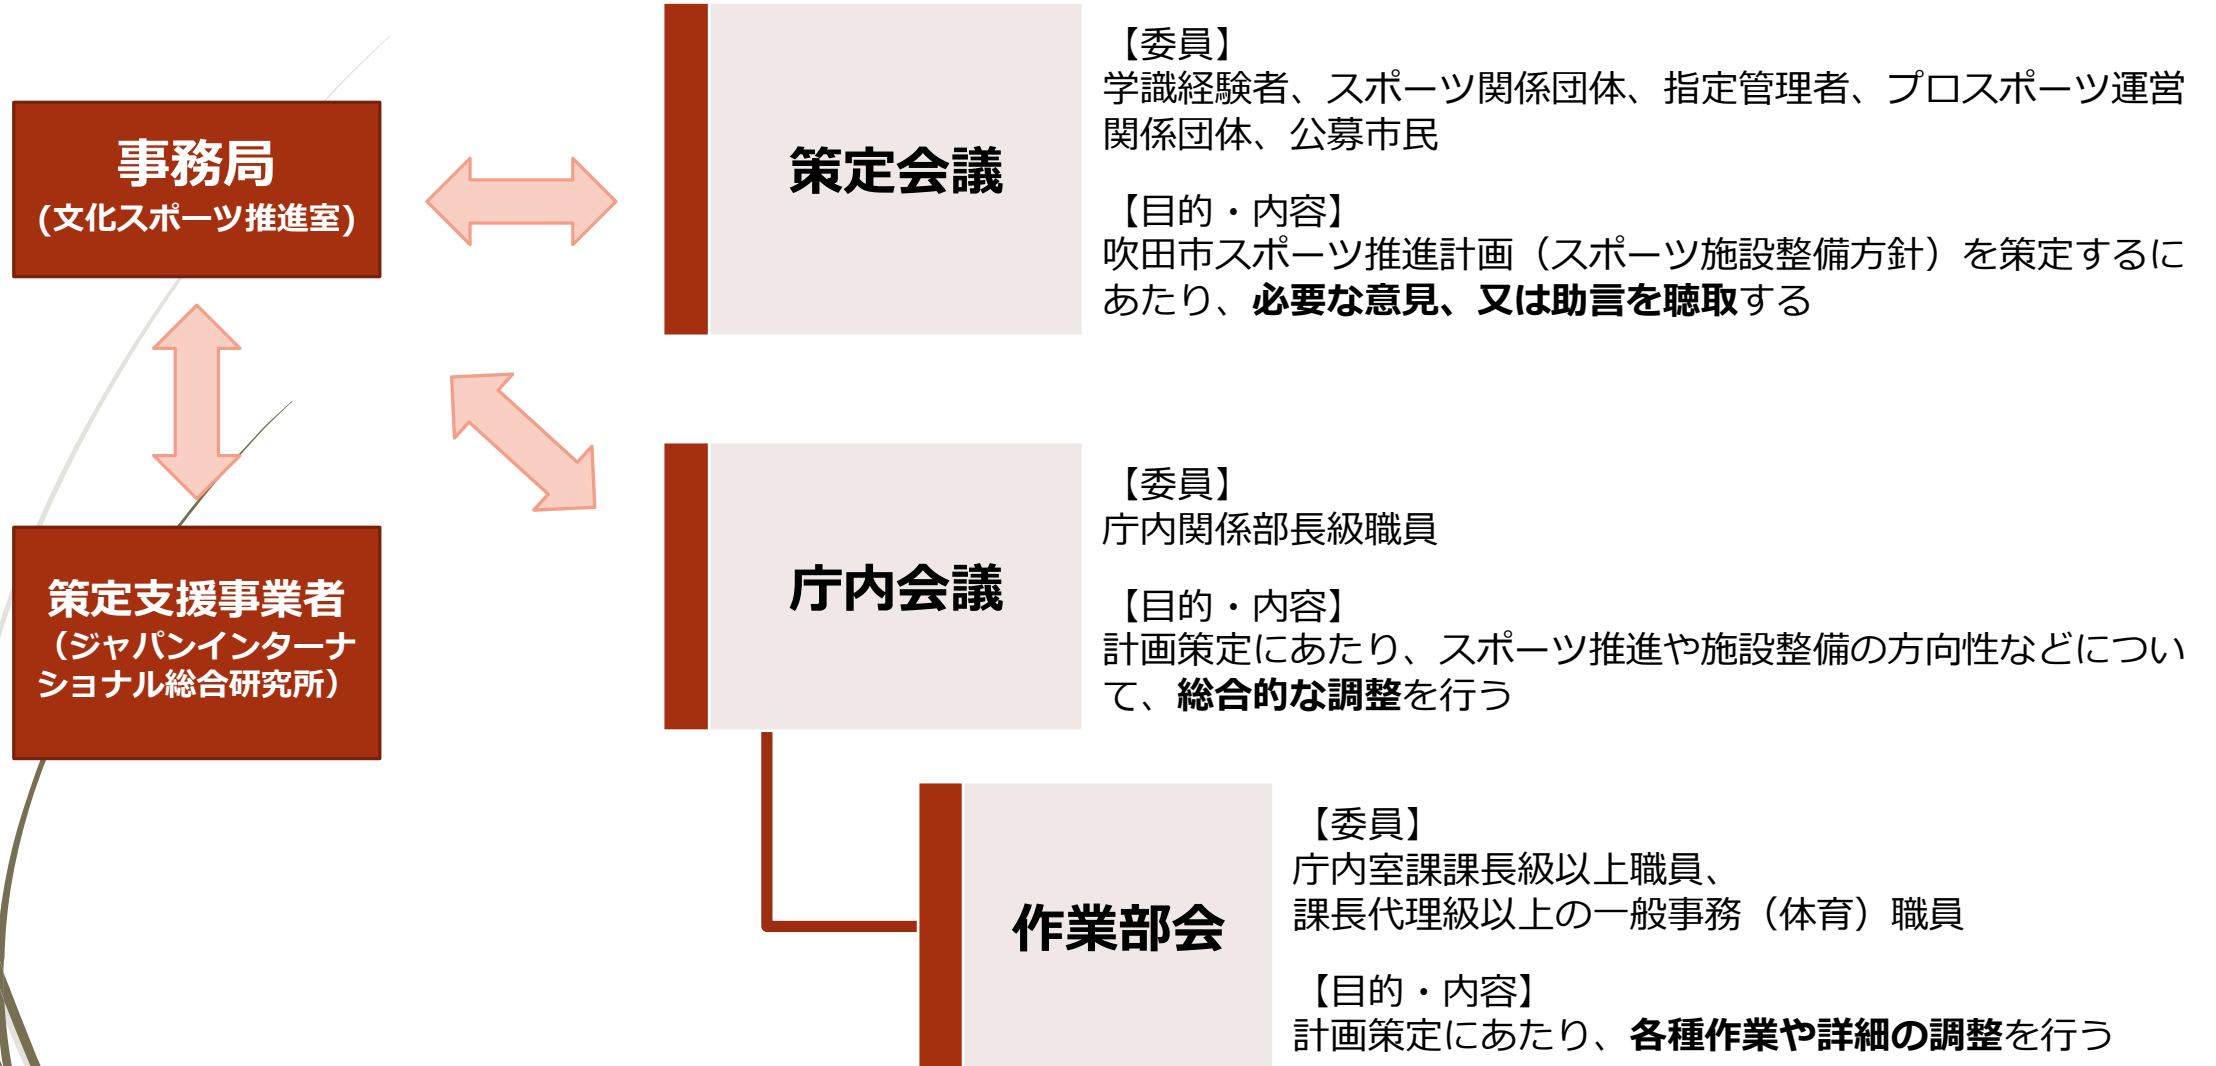 事務局
(文化スポーツ推進室)
策定支援事業者
（ジャパンインターナ
ショナル総合研究所）
策定会議
【委員】
学識経験者、スポーツ関係団体、指定管理者、プロスポーツ運営
関係団体、公募市民
【目的・内容】
吹田市スポーツ推進計画（スポーツ施設整備方針）を策定するに
あたり、必要な意見、又は助言を聴取する
庁内会議
【委員】
庁内関係部長級職員
【目的・内容】
計画策定にあたり、スポーツ推進や施設整備の方向性などについ
て、総合的な調整を行う
作業部会
【委員】
庁内室課課長級以上職員、
課長代理級以上の一般事務（体育）職員
【目的・内容】
計画策定にあたり、各種作業や詳細の調整を行う